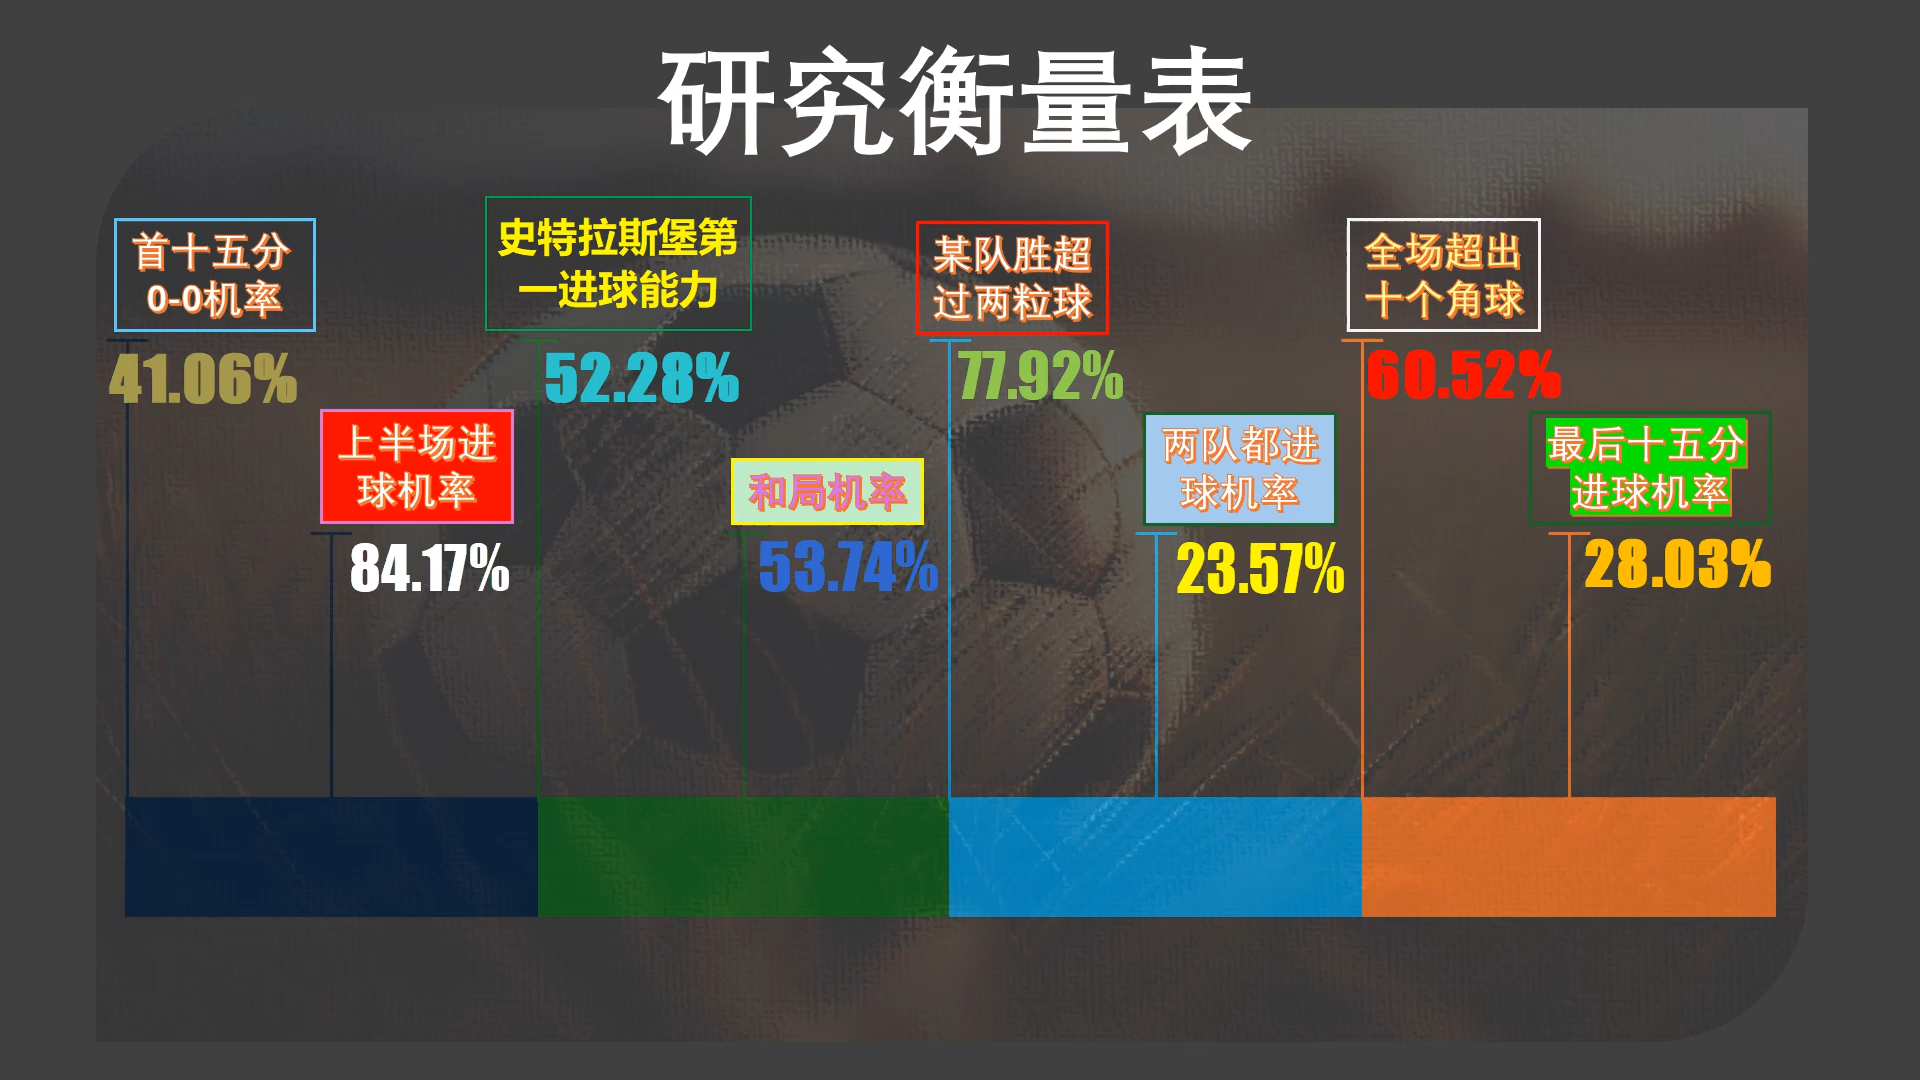 研究衡量表
首十五分
0-0机率
41.06%
上半场进
球机率
84.17%
史特拉斯堡第
一进球能力
52.28%
和局机率
53.74%
某队胜超
过两粒球
77.92%
两队都进
球机率
23.57%
全场超出
十个角球
60.52%
最后十五分
进球机率
28.03%